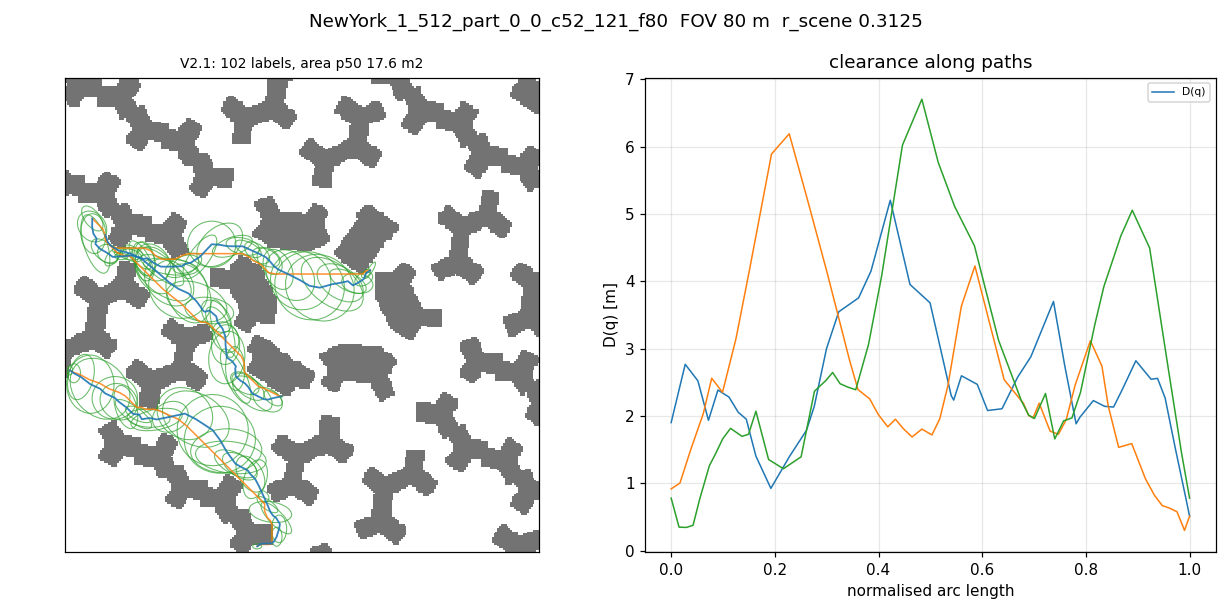 NewYork_1_512_part_0_0_c52_121_f80  FOV 80 m  r_scene 0.3125
V2.1: 102 labels, area p50 17.6 m2
clearance along paths
D(q)
7
6
5
4
3
2
1
0
D(q) [m]
0.0 0.2 0.4 0.6 0.8 1.0
normalised arc length